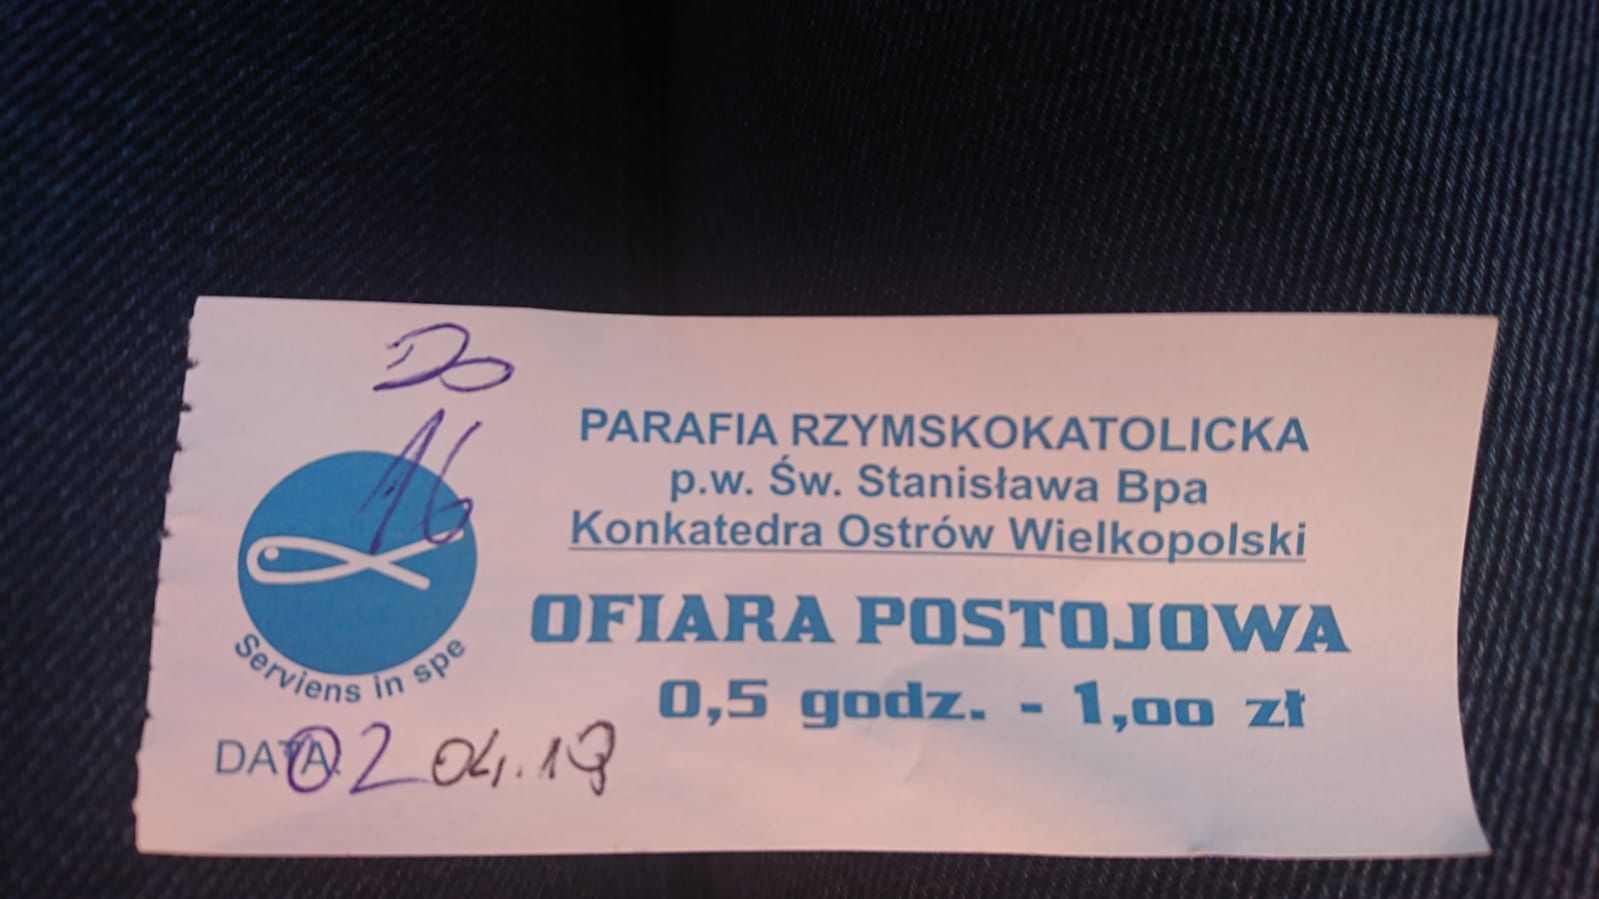 Do
16
PARAFIA RZYMSKOKATOLICKA
p.w. Św. Stanisława Bpa
Konkatedra Ostrów Wielkopolski
OFIARA POSTOJOWA
0,5 godz. - 1,00 zł
Serviens in spe
DATA 02 04.19